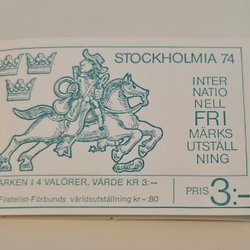 STOCKHOLMIA 74
INTER
NATIO
NELL
FRI
MÄRKS
UTSTÄLL
NING
ÄRKEN I 4 VALÖRER. VÄRDE KR 3:-
Filatelist-Förbunds världsutställning kr-:80
PRIS 3:-